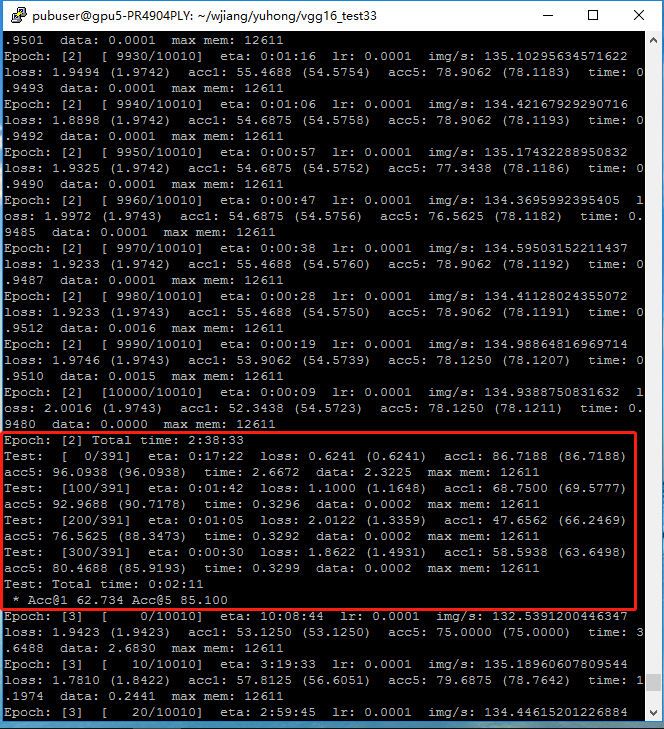 pubuser@gpu5-PR4904PLY: ~/wjiang/yuhong/vgg16_test33
.9501  data: 0.0001  max mem: 12611
Epoch: [2]  [ 9930/10010]  eta: 0:01:16  lr: 0.0001  img/s: 135.10295634571622
loss: 1.9494 (1.9742)  acc1: 55.4688 (54.5754)  acc5: 78.9062 (78.1183)  time: 0
.9493  data: 0.0001  max mem: 12611
Epoch: [2]  [ 9940/10010]  eta: 0:01:06  lr: 0.0001  img/s: 134.42167929290716
loss: 1.8898 (1.9742)  acc1: 54.6875 (54.5758)  acc5: 78.9062 (78.1193)  time: 0
.9492  data: 0.0001  max mem: 12611
Epoch: [2]  [ 9950/10010]  eta: 0:00:57  lr: 0.0001  img/s: 135.17432288950832
loss: 1.9325 (1.9742)  acc1: 54.6875 (54.5752)  acc5: 77.3438 (78.1186)  time: 0
.9490  data: 0.0001  max mem: 12611
Epoch: [2]  [ 9960/10010]  eta: 0:00:47  lr: 0.0001  img/s: 134.3695992395405  l
oss: 1.9972 (1.9743)  acc1: 54.6875 (54.5756)  acc5: 76.5625 (78.1182)  time: 0.
9485  data: 0.0001  max mem: 12611
Epoch: [2]  [ 9970/10010]  eta: 0:00:38  lr: 0.0001  img/s: 134.59503152211437
loss: 1.9233 (1.9742)  acc1: 55.4688 (54.5760)  acc5: 78.9062 (78.1192)  time: 0
.9487  data: 0.0001  max mem: 12611
Epoch: [2]  [ 9980/10010]  eta: 0:00:28  lr: 0.0001  img/s: 134.41128024355072
loss: 1.9233 (1.9743)  acc1: 55.4688 (54.5750)  acc5: 78.9062 (78.1191)  time: 0
.9512  data: 0.0016  max mem: 12611
Epoch: [2]  [ 9990/10010]  eta: 0:00:19  lr: 0.0001  img/s: 134.98864816969714
loss: 1.9746 (1.9743)  acc1: 53.9062 (54.5739)  acc5: 78.1250 (78.1207)  time: 0
.9510  data: 0.0015  max mem: 12611
Epoch: [2]  [10000/10010]  eta: 0:00:09  lr: 0.0001  img/s: 134.9388750831632  l
oss: 2.0016 (1.9743)  acc1: 52.3438 (54.5723)  acc5: 78.1250 (78.1211)  time: 0.
9480  data: 0.0000  max mem: 12611
Epoch: [2] Total time: 2:38:33
Test:  [  0/391]  eta: 0:17:22  loss: 0.6241 (0.6241)  acc1: 86.7188 (86.7188)
acc5: 96.0938 (96.0938)  time: 2.6672  data: 2.3225  max mem: 12611
Test:  [100/391]  eta: 0:01:42  loss: 1.1000 (1.1648)  acc1: 68.7500 (69.5777)
acc5: 92.9688 (90.7178)  time: 0.3296  data: 0.0002  max mem: 12611
Test:  [200/391]  eta: 0:01:05  loss: 2.0122 (1.3359)  acc1: 47.6562 (66.2469)
acc5: 76.5625 (88.3473)  time: 0.3292  data: 0.0002  max mem: 12611
Test:  [300/391]  eta: 0:00:30  loss: 1.8622 (1.4931)  acc1: 58.5938 (63.6498)
acc5: 80.4688 (85.9193)  time: 0.3299  data: 0.0002  max mem: 12611
Test: Total time: 0:02:11
 * Acc@1 62.734 Acc@5 85.100
Epoch: [3]  [    0/10010]  eta: 10:08:44  lr: 0.0001  img/s: 132.5391200446347
loss: 1.9423 (1.9423)  acc1: 53.1250 (53.1250)  acc5: 75.0000 (75.0000)  time: 3
.6488  data: 2.6830  max mem: 12611
Epoch: [3]  [   10/10010]  eta: 3:19:33  lr: 0.0001  img/s: 135.18960607809544
loss: 1.7810 (1.8422)  acc1: 57.8125 (56.6051)  acc5: 79.6875 (78.7642)  time: 1
.1974  data: 0.2441  max mem: 12611
Epoch: [3]  [   20/10010]  eta: 2:59:45  lr: 0.0001  img/s: 134.44615201226884